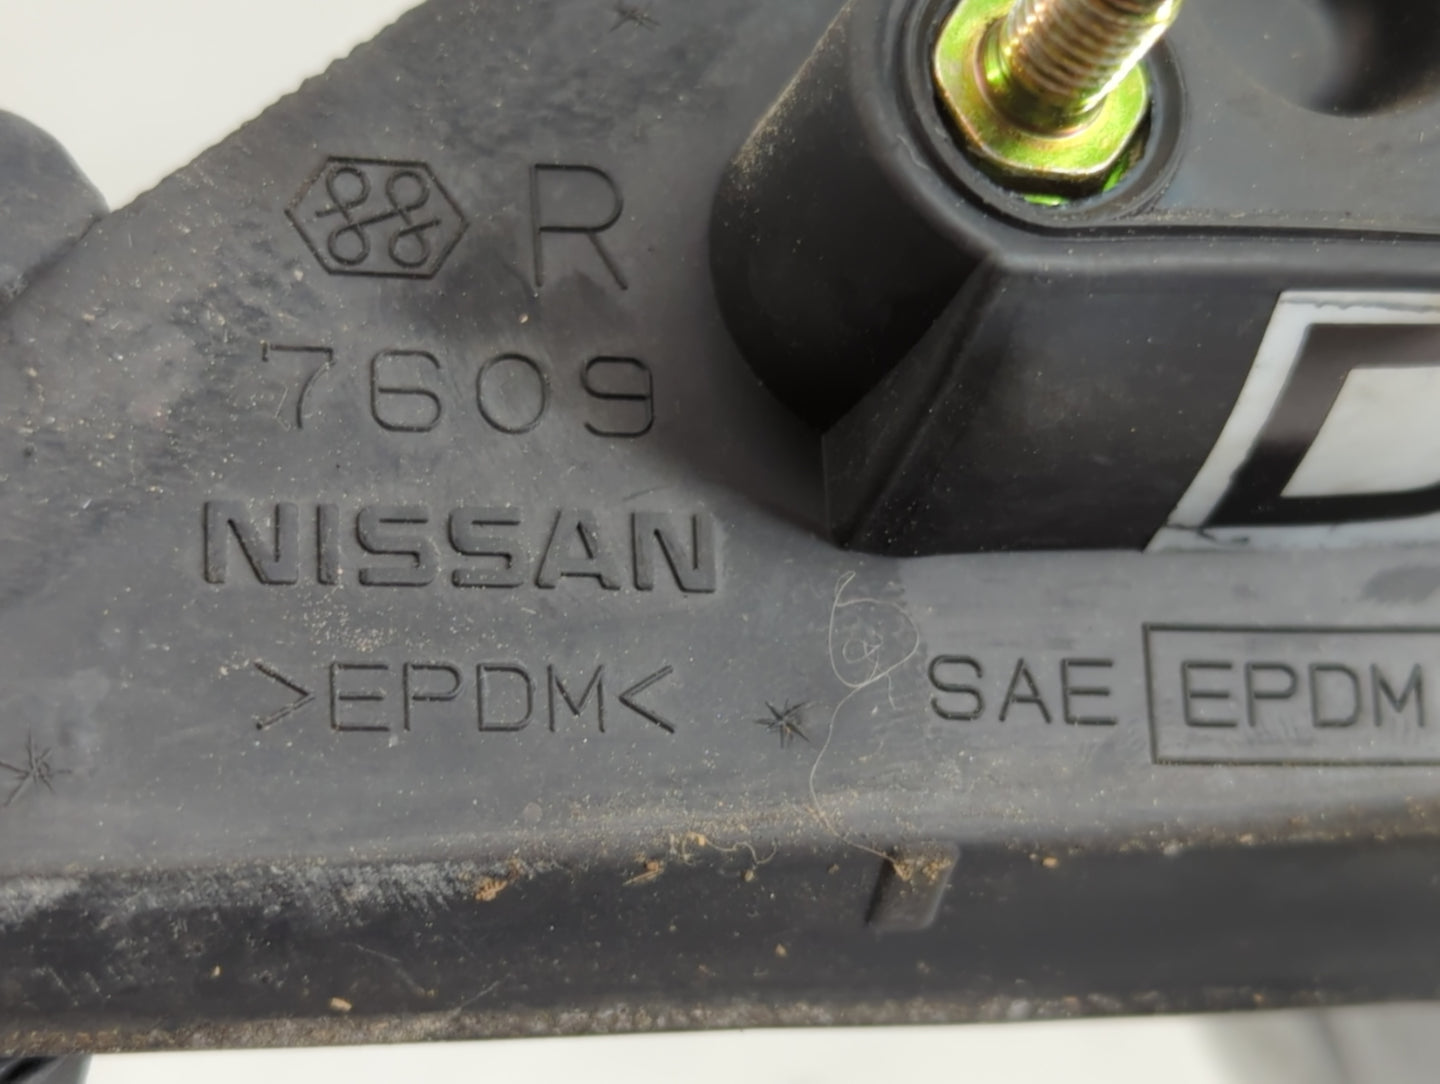 R
7609
NISSAN
>EPDM<
SAE EPDM